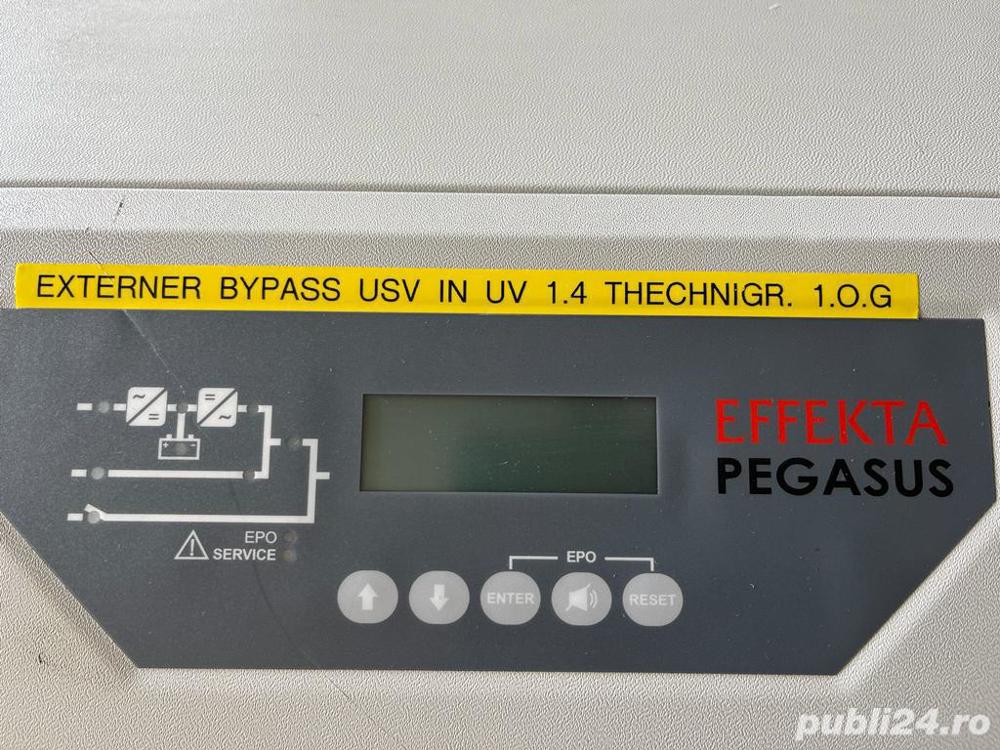 EXTERNER BYPASS USV IN UV 1.4 THECHNIGR. 1.O.G
EFFEKTA
PEGASUS
EPO
SERVICE
EPO
ENTER
RESET
publi24.ro